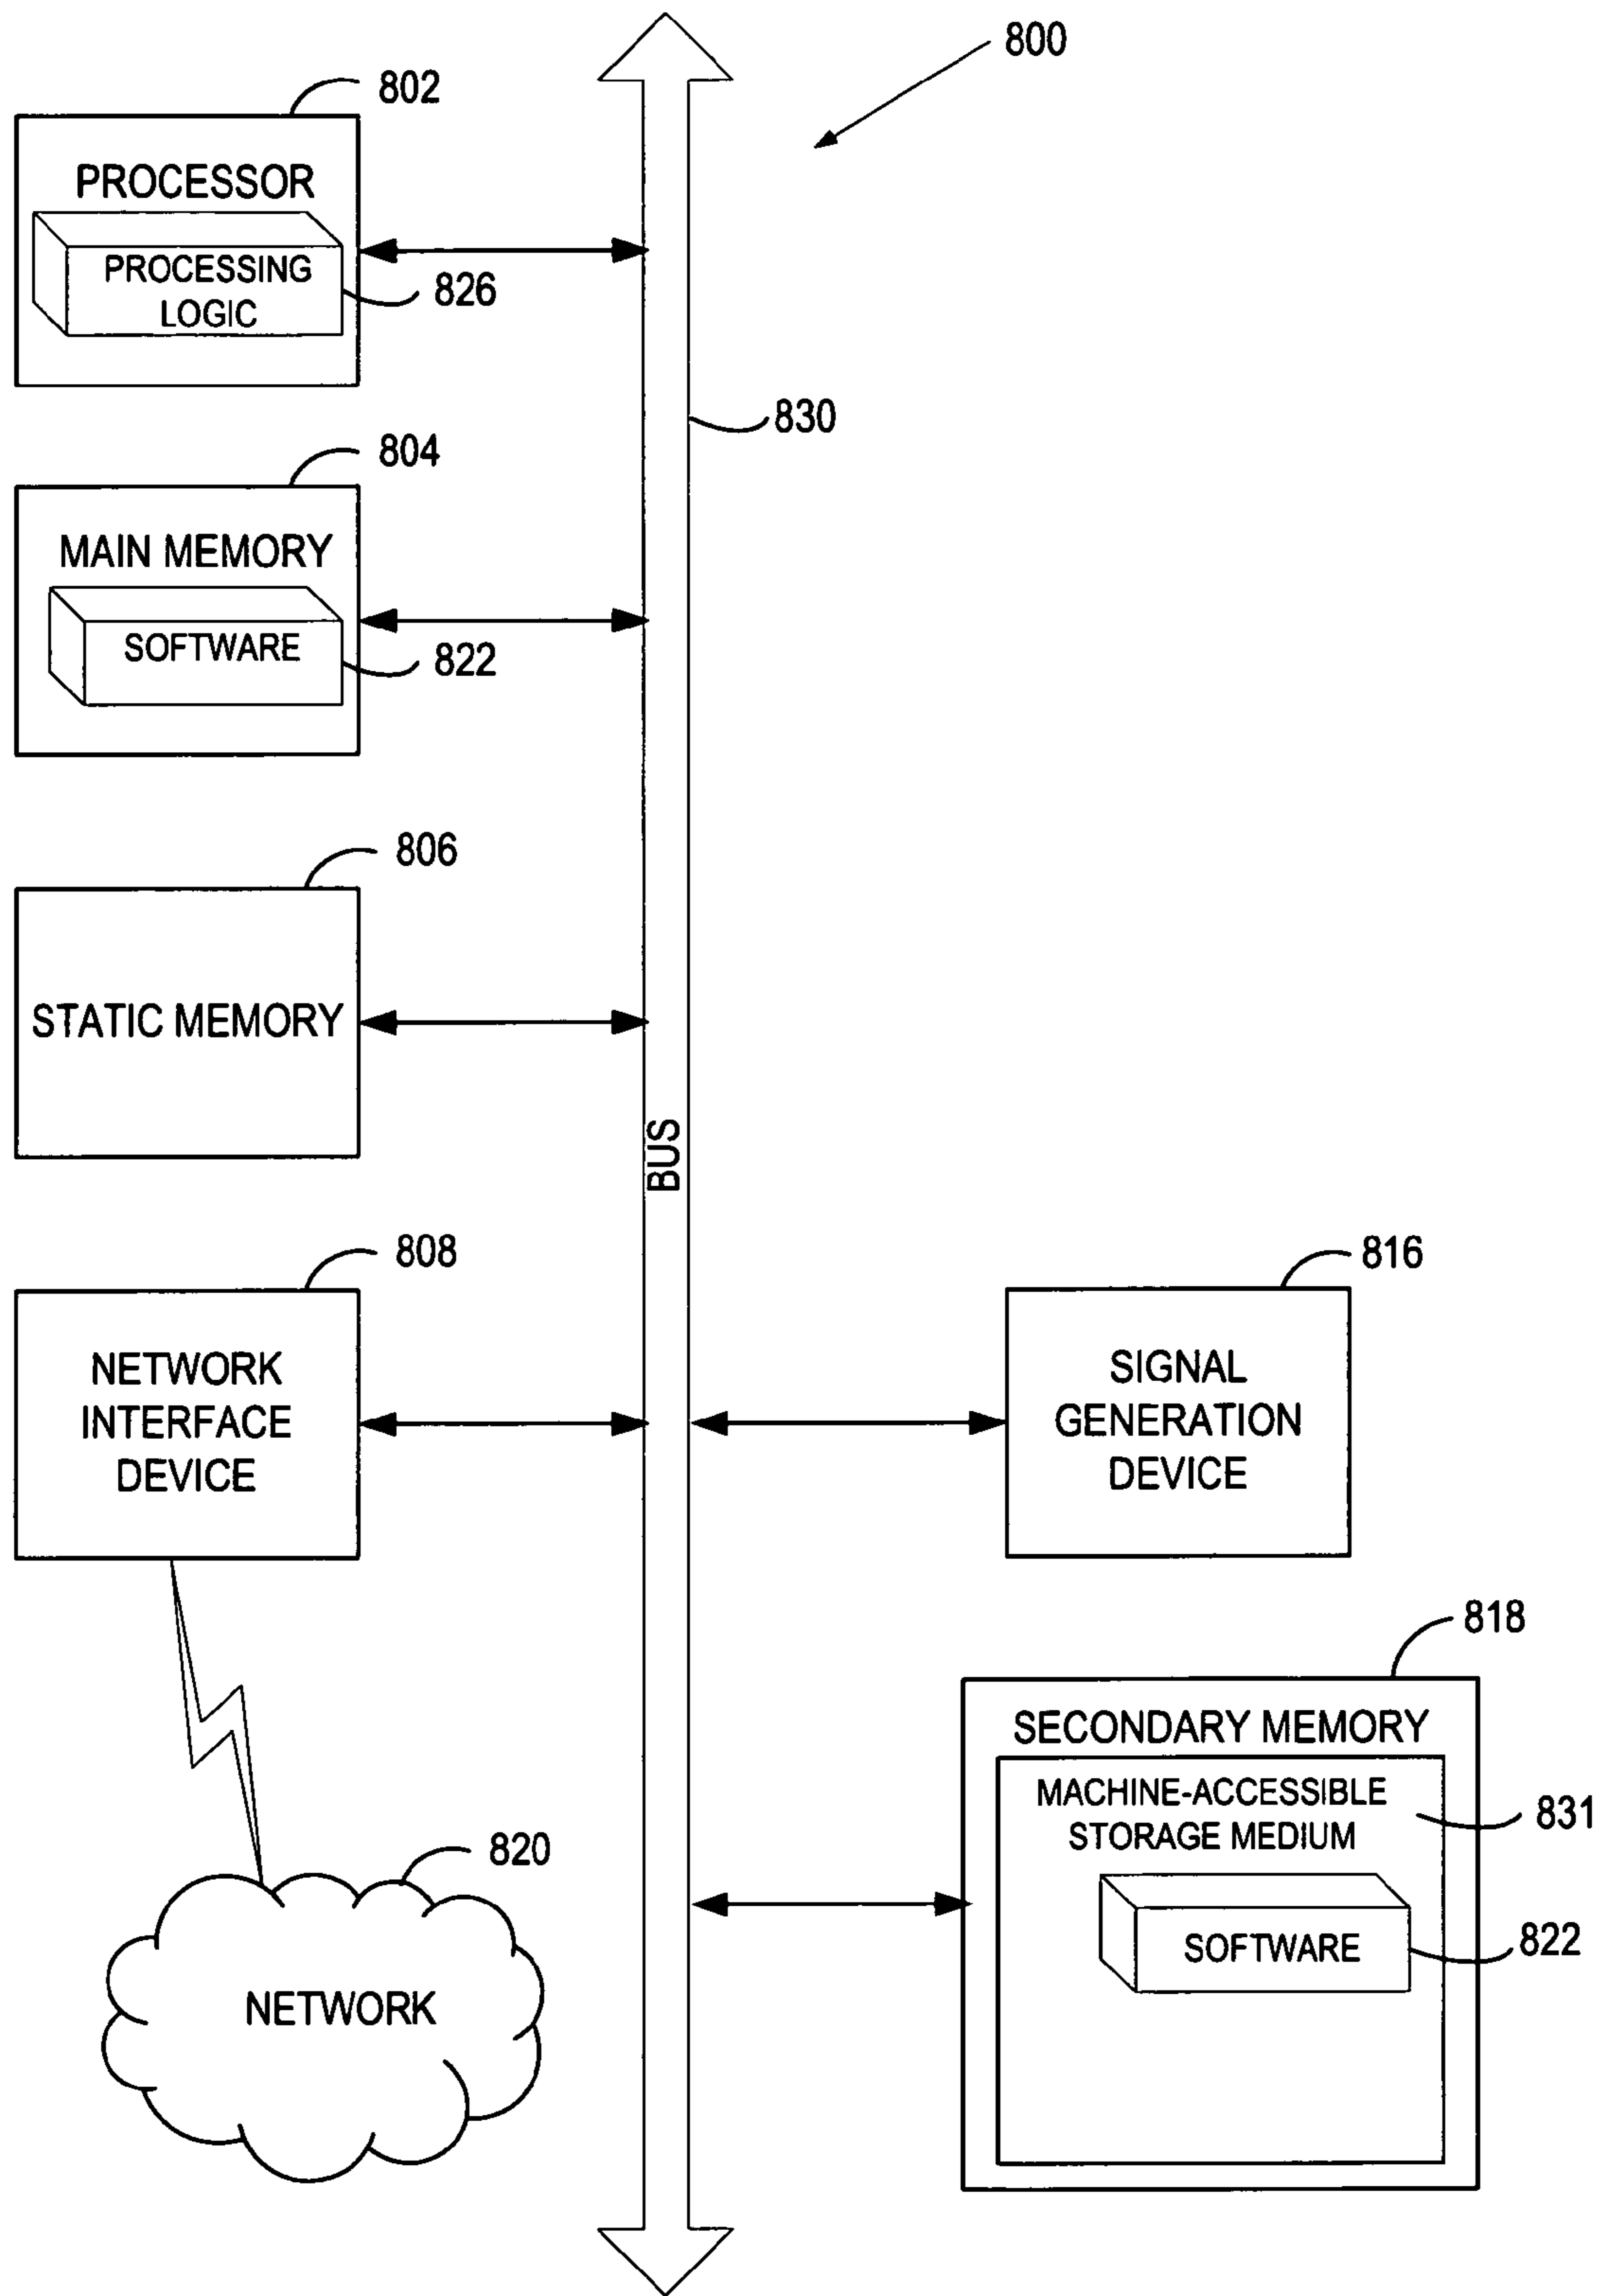 800
802
PROCESSOR
PROCESSING
LOGIC
826
830
804
MAIN MEMORY
SOFTWARE
822
806
STATIC MEMORY
BUS
808
NETWORK
INTERFACE
DEVICE
816
SIGNAL
GENERATION
DEVICE
818
SECONDARY MEMORY
MACHINE-ACCESSIBLE
STORAGE MEDIUM
831
SOFTWARE
822
820
NETWORK